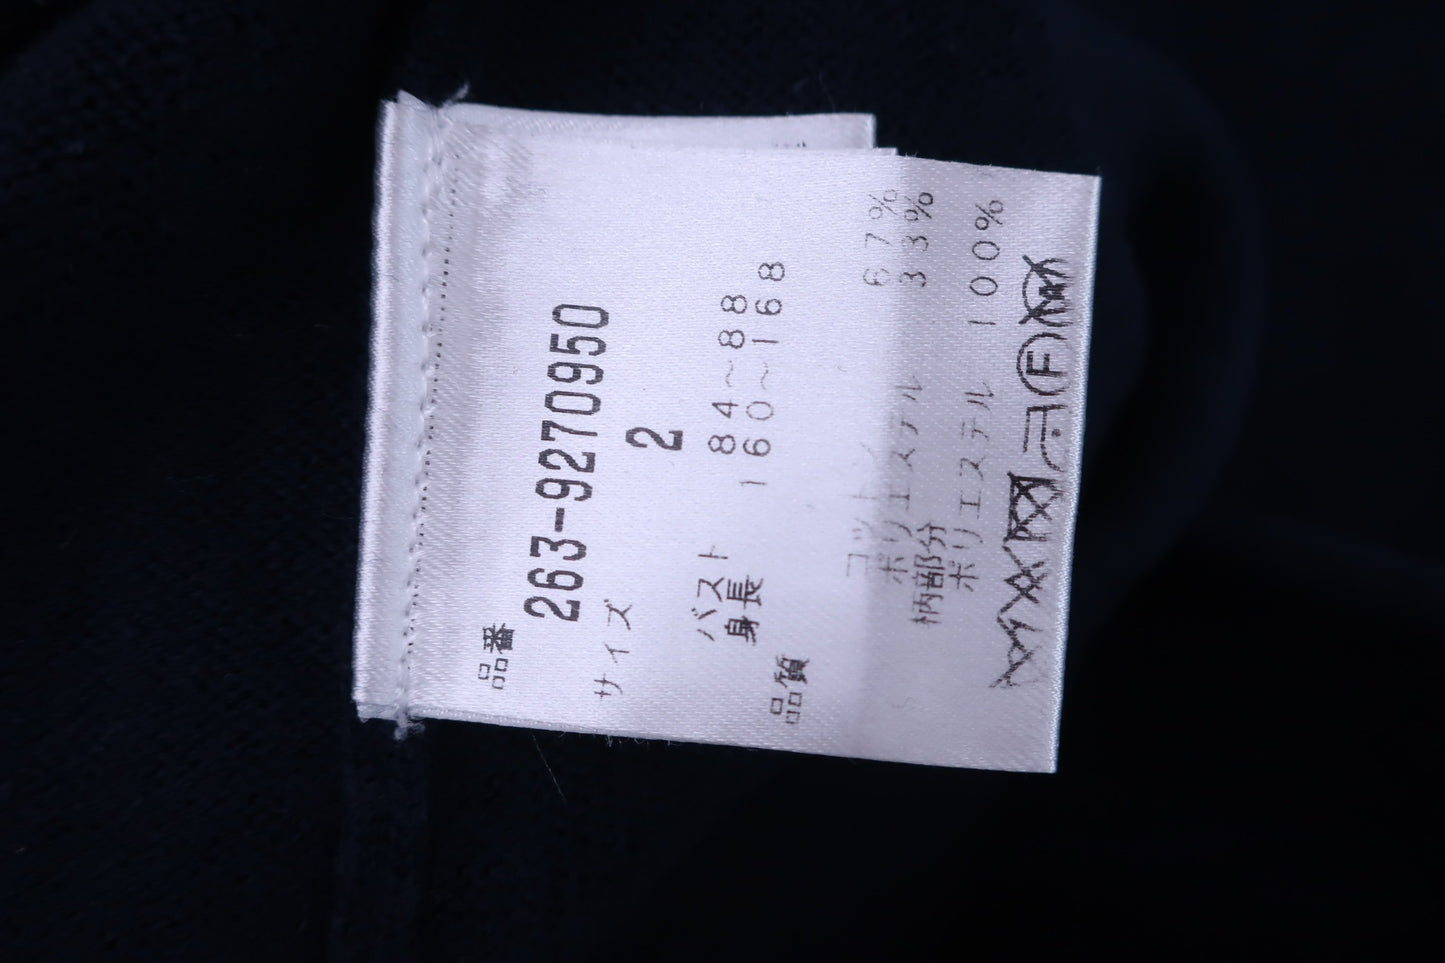 品番
263-9270950
サイズ 2
バスト 84～88
身長 160～168
品質
コットン 67%
ポリエステル 33%
柄部分
ポリエステル 100%
F